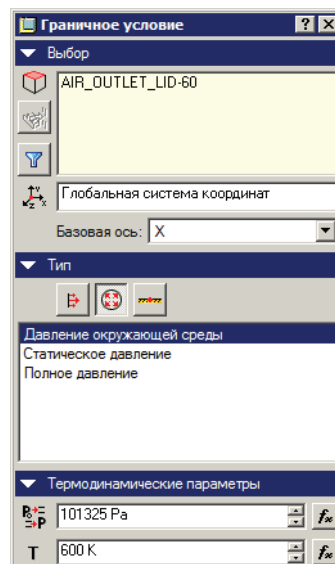 Граничное условие
Выбор
AIR_OUTLET_LID-60
Глобальная система координат
Базовая ось: X
Тип
Давление окружающей среды
Статическое давление
Полное давление
Термодинамические параметры
101325 Pa
T 600 K